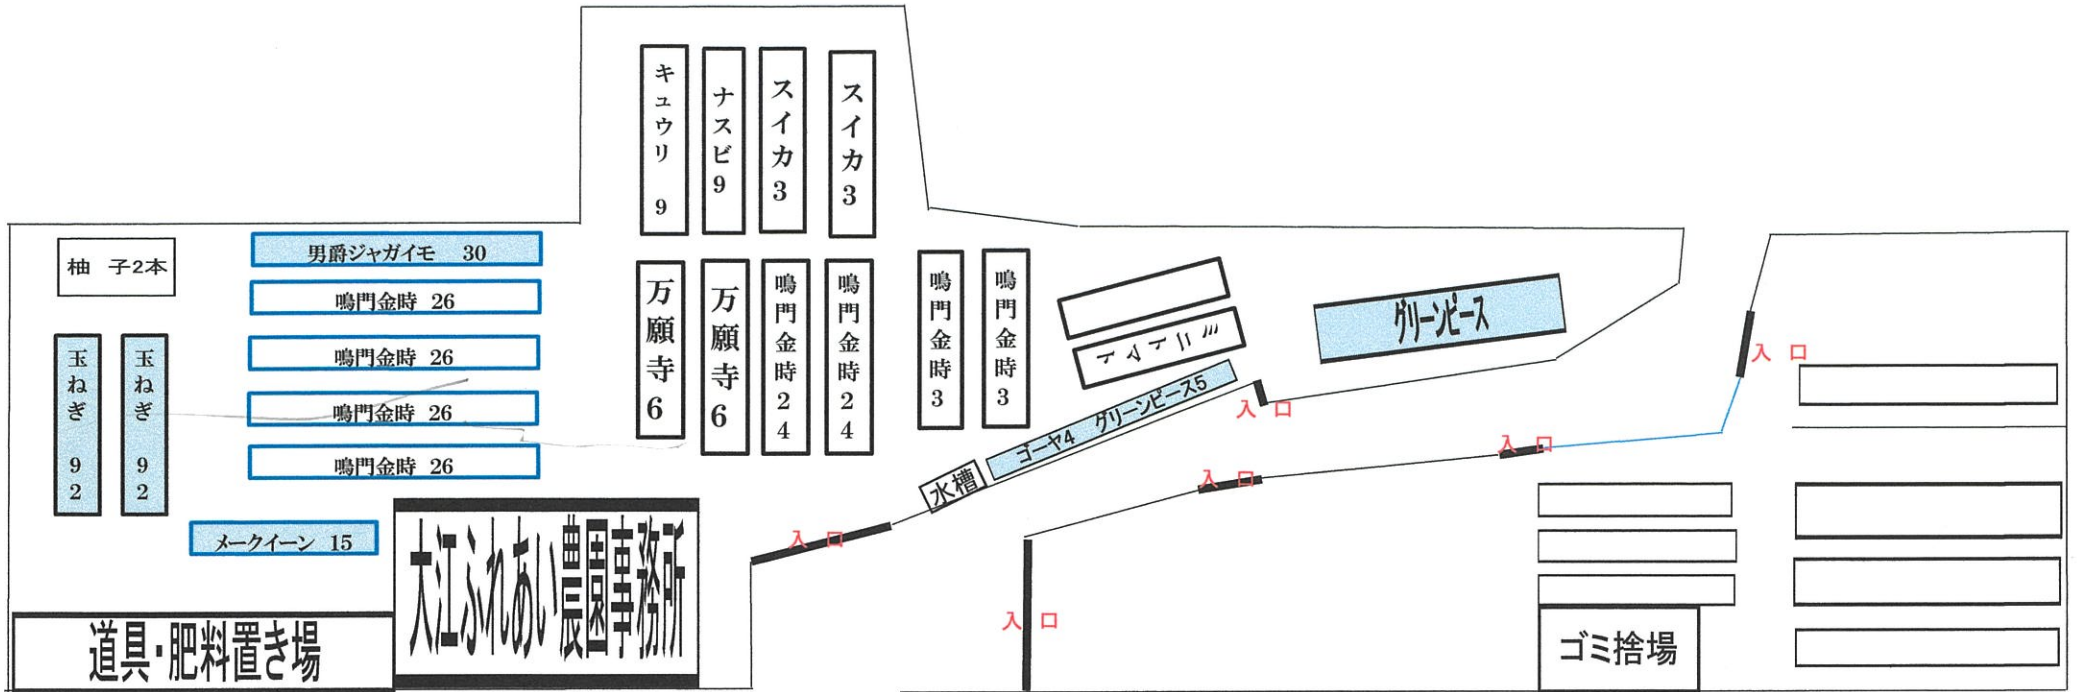 キュウリ 9
ナスビ9
スイカ3
スイカ3
柚 子2本
男爵ジャガイモ 30
鳴門金時 26
鳴門金時 26
鳴門金時 26
鳴門金時 26
玉ねぎ 92
玉ねぎ 92
メークイーン 15
万願寺6
万願寺6
鳴門金時24
鳴門金時24
鳴門金時3
鳴門金時3
グリーンピース
ゴーヤ4 グリーンピース5
水槽
入 口
入 口
入 口
入 口
入 口
入 口
大江ふれあい農園事務所
道具・肥料置き場
ゴミ捨場